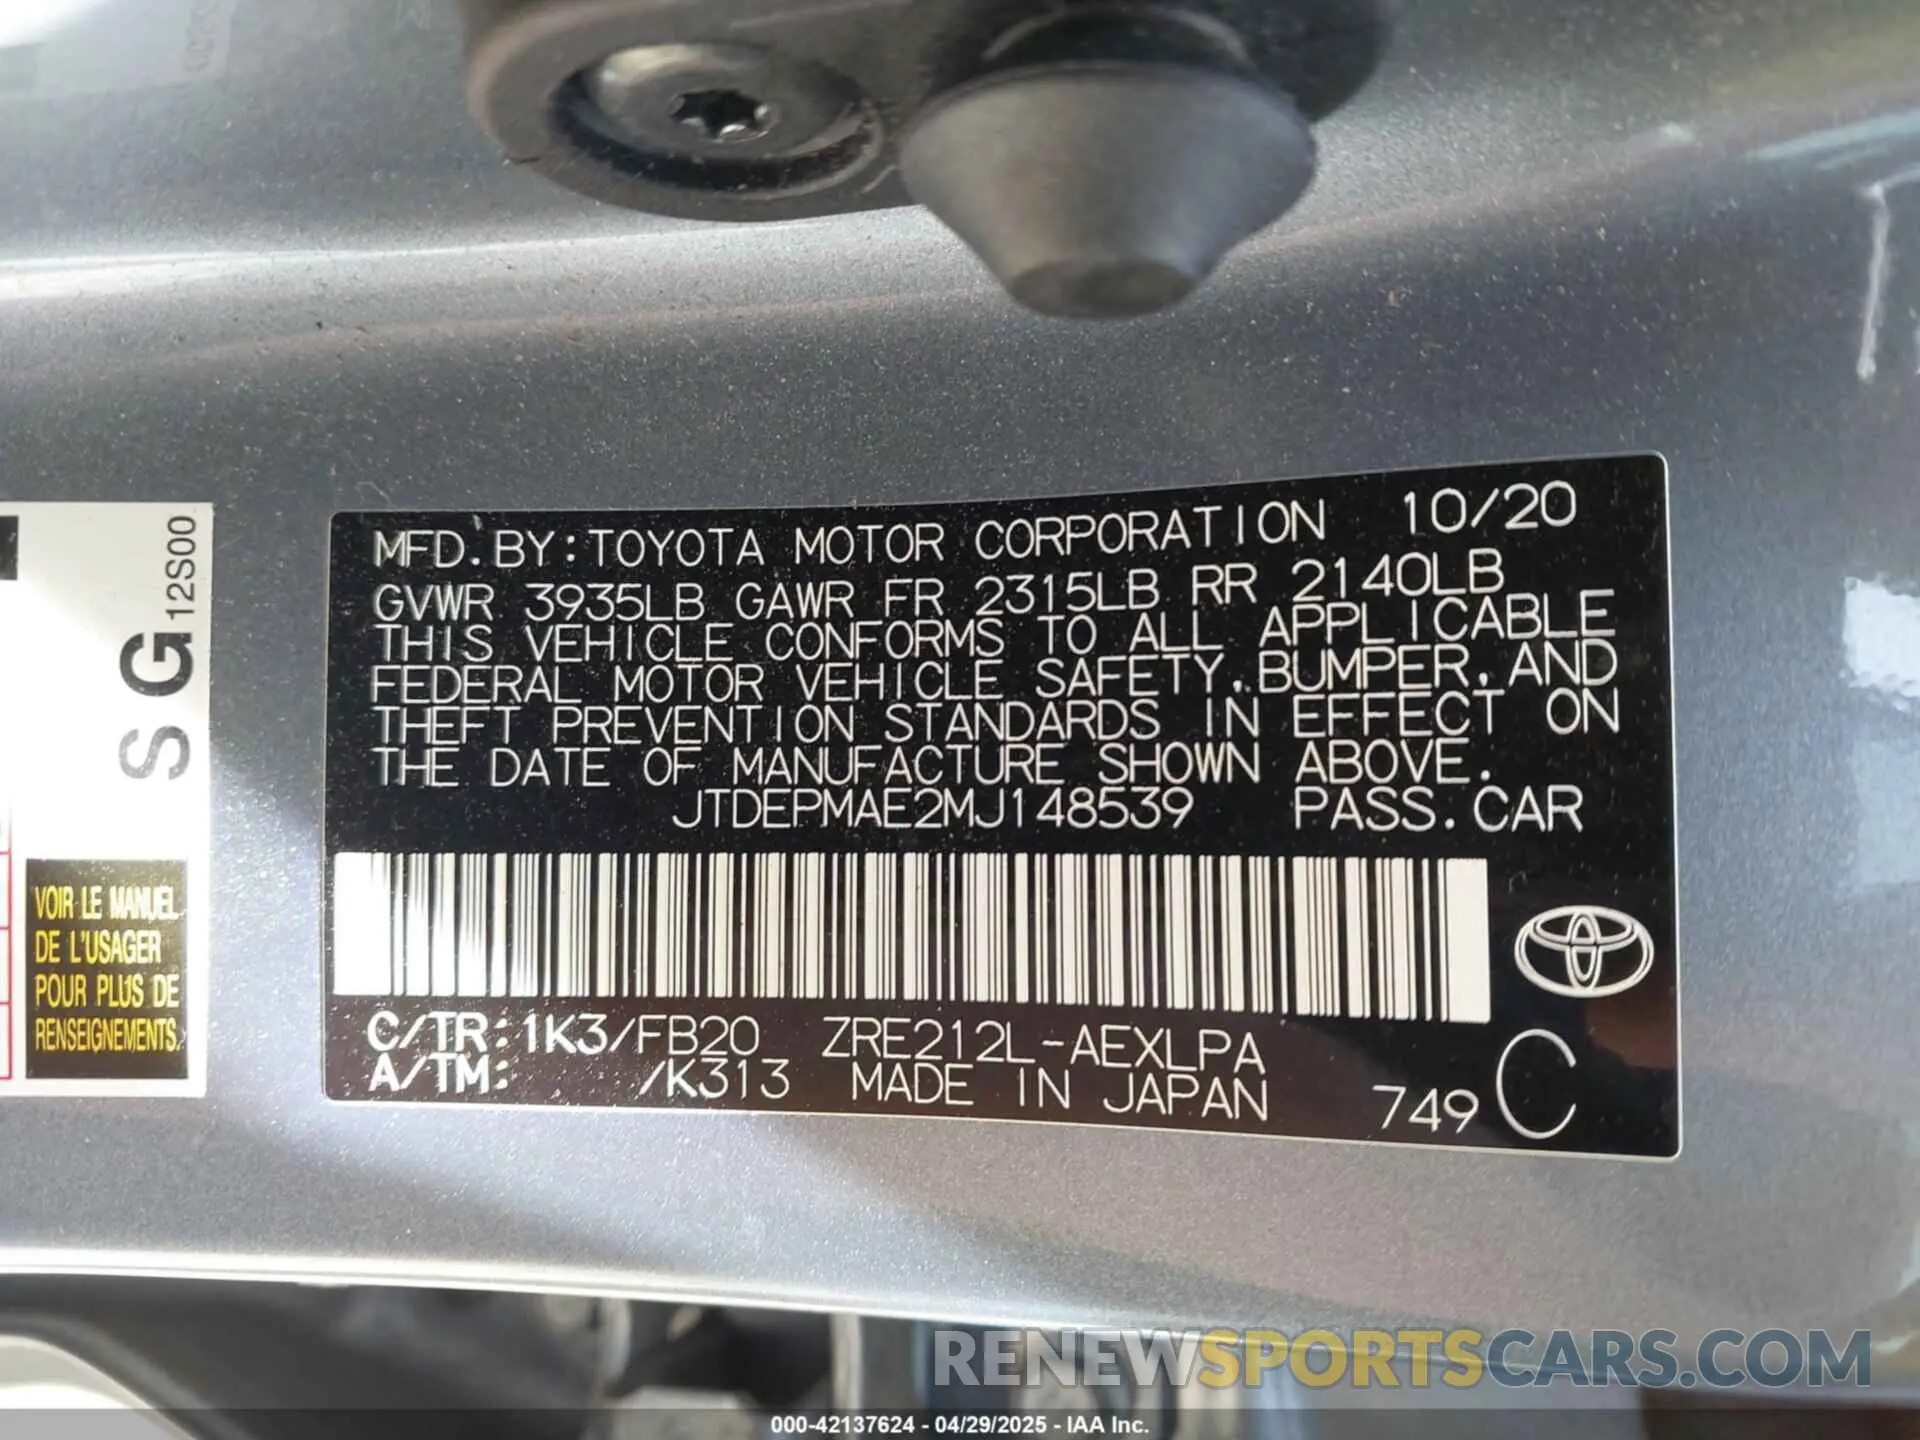 MFD. BY: TOYOTA MOTOR CORPORATION 10/20
GVWR 3935LB GAWR FR 2315LB RR 2140LB
THIS VEHICLE CONFORMS TO ALL APPLICABLE
FEDERAL MOTOR VEHICLE SAFETY, BUMPER, AND
THEFT PREVENTION STANDARDS IN EFFECT ON
THE DATE OF MANUFACTURE SHOWN ABOVE.
JTDEPMAE2MJ148539 PASS. CAR
C/TR: 1K3/FB20 ZRE212L-AEXLPA
A/TM: /K313 MADE IN JAPAN 749 C
S G 12S00
VOIR LE MANUEL
DE L'USAGER
POUR PLUS DE
RENSEIGNEMENTS.
RENEWSPORTSCARS.COM
000-42137624 - 04/29/2025 - IAA Inc.